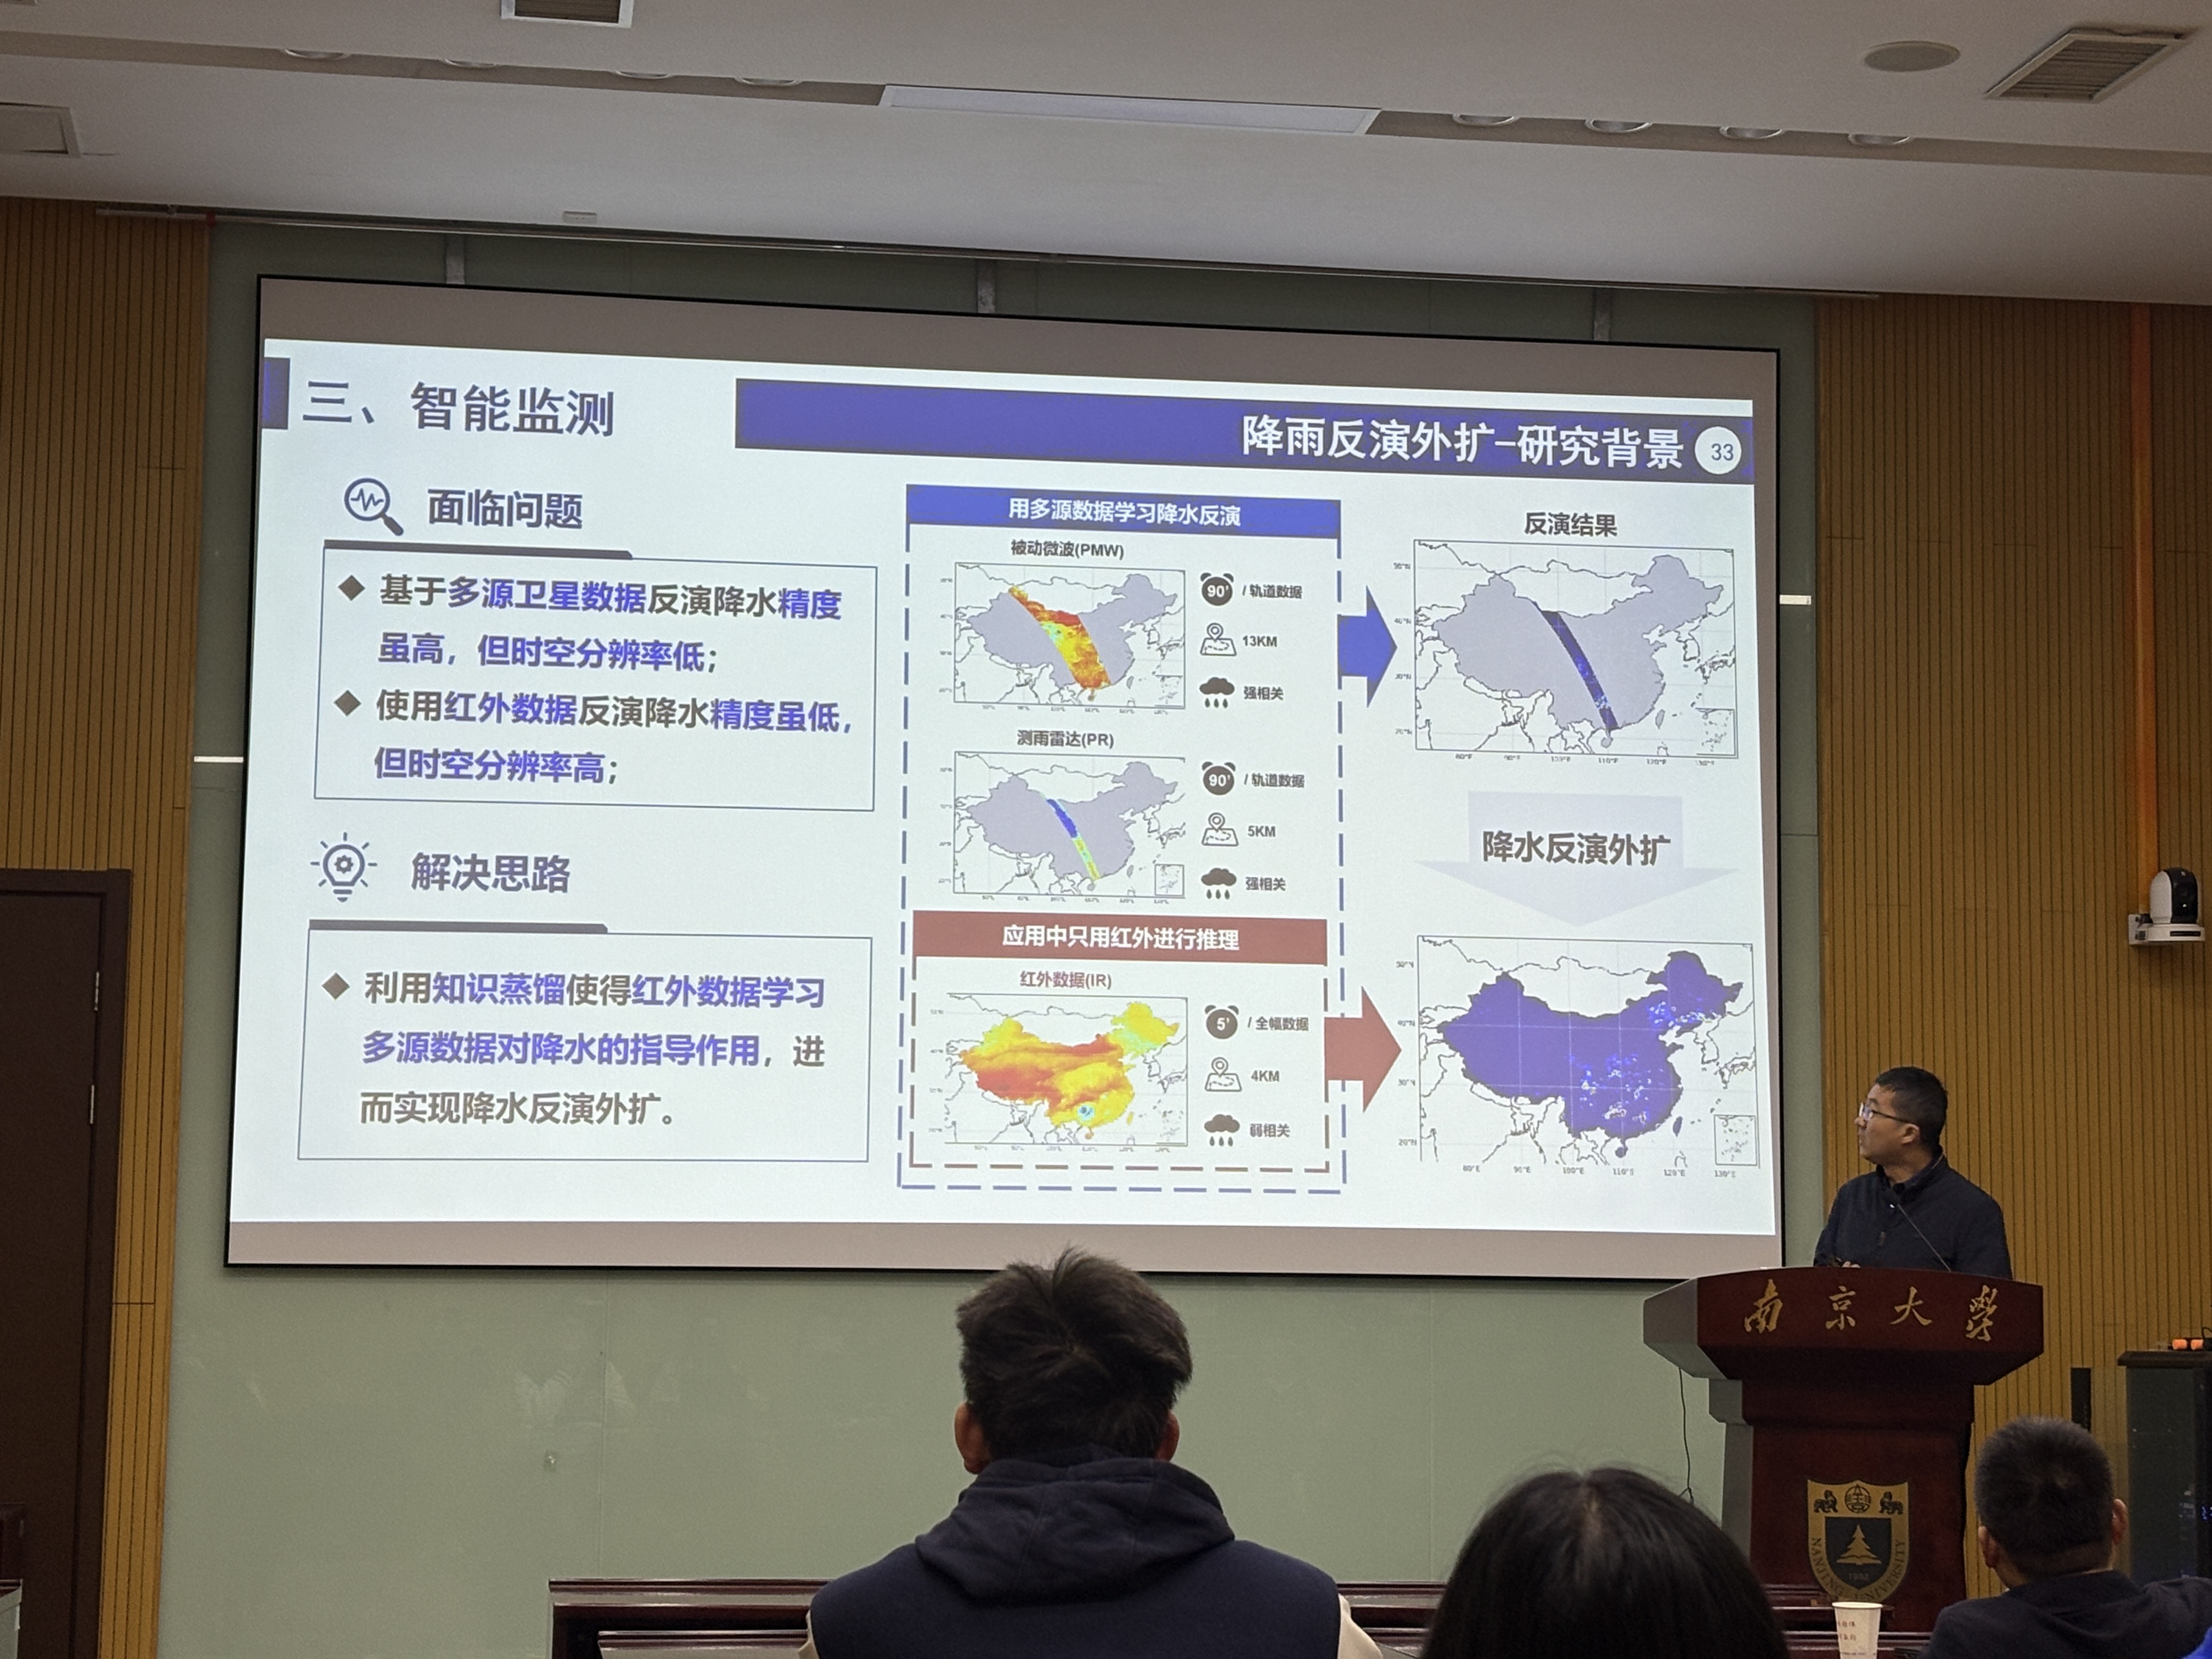 三、智能监测
降雨反演外扩-研究背景
33
面临问题
◆ 基于多源卫星数据反演降水精度
虽高，但时空分辨率低；
◆ 使用红外数据反演降水精度虽低，
但时空分辨率高；
解决思路
◆ 利用知识蒸馏使得红外数据学习
多源数据对降水的指导作用，进
而实现降水反演外扩。
用多源数据学习降水反演
被动微波(PMW)
90' / 轨道数据
13KM
强相关
测雨雷达(PR)
90' / 轨道数据
5KM
强相关
应用中只用红外进行推理
红外数据(IR)
5' / 全幅数据
4KM
弱相关
反演结果
降水反演外扩
80°E 90°E 100°E 110°E 120°E 130°E
南京大学
NANJING UNIVERSITY
1902